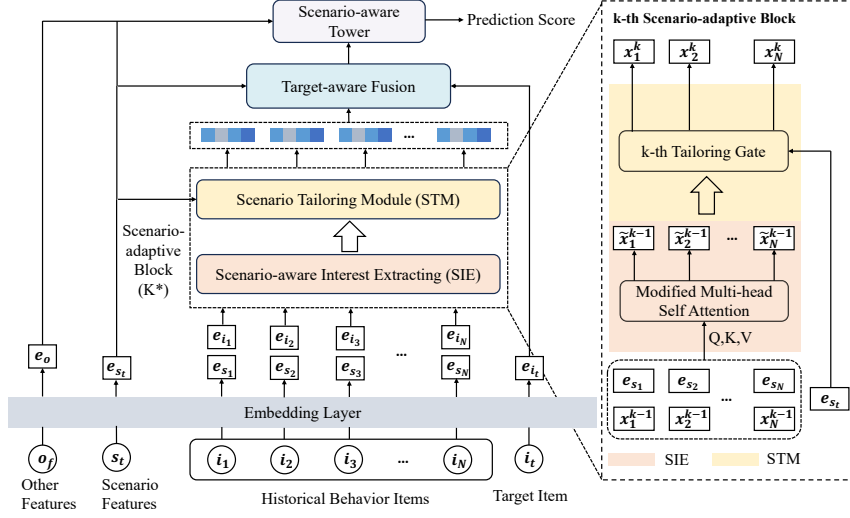 Scenario-aware
Tower
Prediction Score
Target-aware Fusion
...
Scenario Tailoring Module (STM)
Scenario-
adaptive
Block
(K*)
Scenario-aware Interest Extracting (SIE)
e_{i_1} e_{i_2} e_{i_3} e_{i_N}
...
e_o e_{s_t} e_{s_1} e_{s_2} e_{s_3} e_{s_N} e_{i_t}
Embedding Layer
o_f s_t i_1 i_2 i_3 ... i_N i_t
Other
Features
Scenario
Features
Historical Behavior Items
Target Item
k-th Scenario-adaptive Block
x_1^k x_2^k x_N^k
k-th Tailoring Gate
x̃_1^{k-1} x̃_2^{k-1} ... x̃_N^{k-1}
Modified Multi-head
Self Attention
Q,K,V
e_{s_1} e_{s_2} e_{s_N}
...
e_{s_t}
x_1^{k-1} x_2^{k-1} x_N^{k-1}
SIE STM